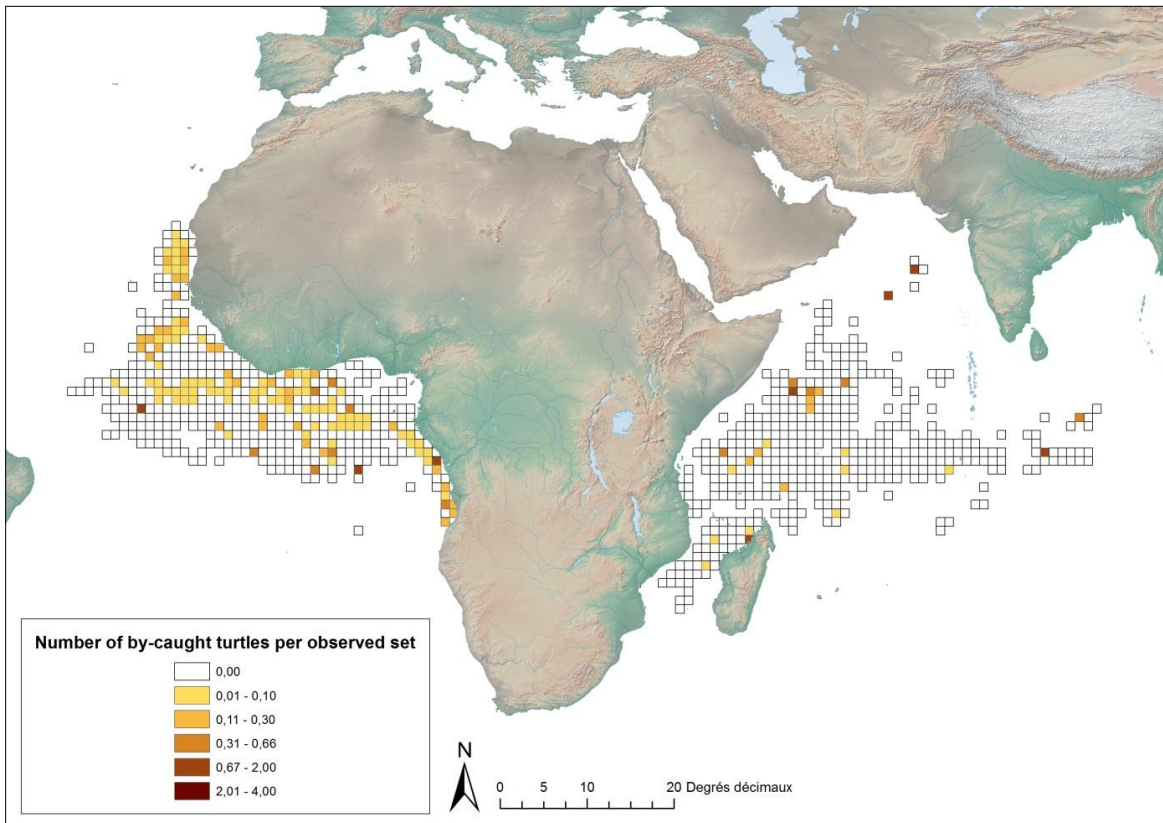 Number of by-caught turtles per observed set
0,00
0,01 - 0,10
0,11 - 0,30
0,31 - 0,66
0,67 - 2,00
2,01 - 4,00
N
0 5 10 20 Degrés décimaux